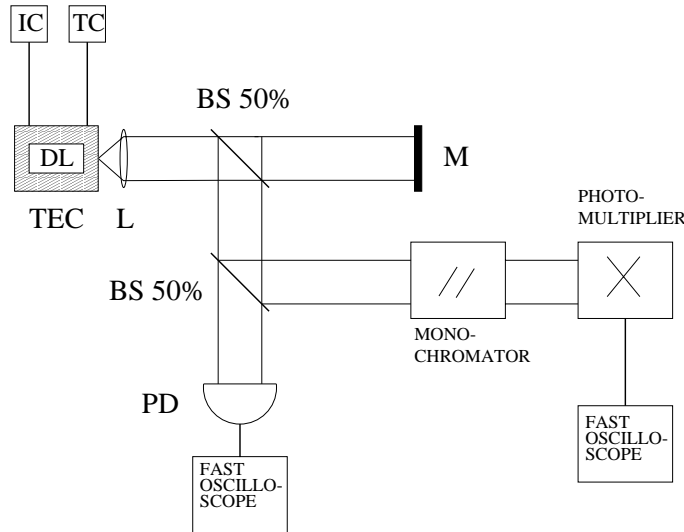 IC
TC
BS 50%
DL
M
TEC
L
PHOTO-
MULTIPLIER
BS 50%
MONO-
CHROMATOR
PD
FAST
OSCILLO-
SCOPE
FAST
OSCILLO-
SCOPE